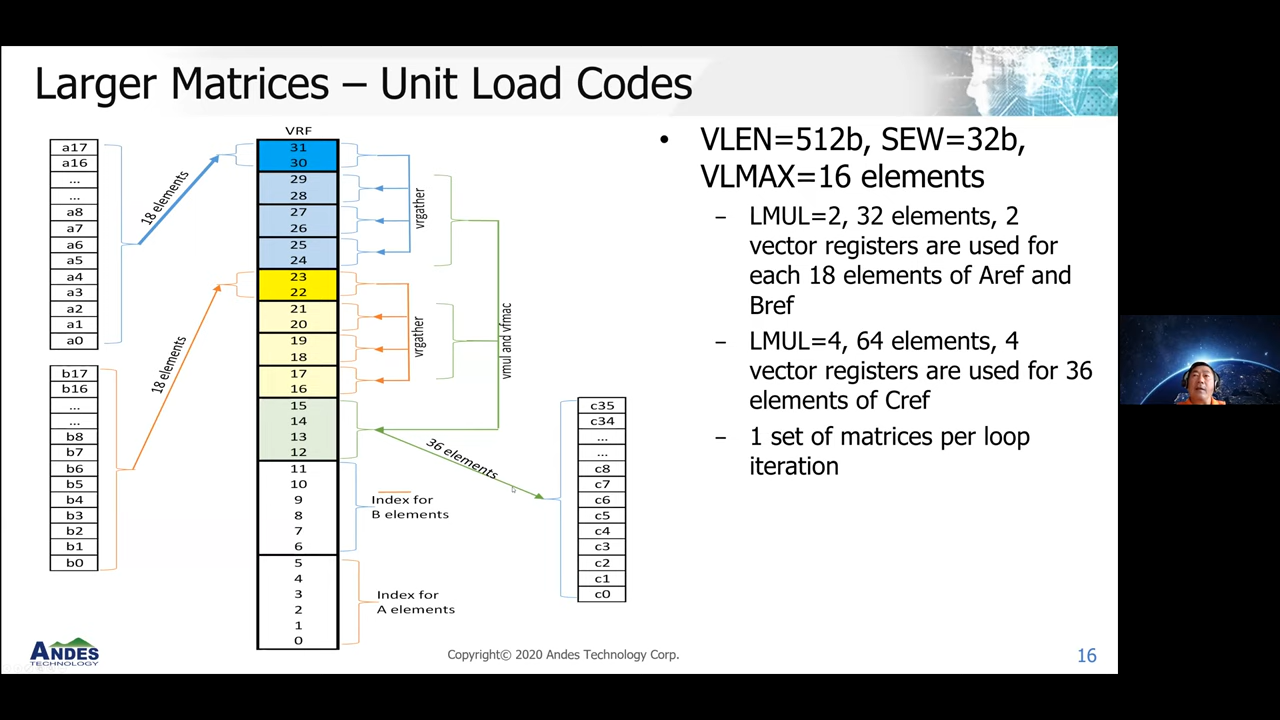 Larger Matrices – Unit Load Codes
VRF
a17
a16
...
...
a8
a7
a6
a5
a4
a3
a2
a1
a0
18 elements
b17
b16
...
...
b8
b7
b6
b5
b4
b3
b2
b1
b0
18 elements
31
30
29
28
27
26
25
24
23
22
21
20
19
18
17
16
15
14
13
12
11
10
9
8
7
6
5
4
3
2
1
0
vrgather
vrgather
vmul and vfmac
36 elements
Index for
B elements
Index for
A elements
c35
c34
...
...
c8
c7
c6
c5
c4
c3
c2
c1
c0
• VLEN=512b, SEW=32b,
VLMAX=16 elements
– LMUL=2, 32 elements, 2
vector registers are used for
each 18 elements of Aref and
Bref
– LMUL=4, 64 elements, 4
vector registers are used for 36
elements of Cref
– 1 set of matrices per loop
iteration
ANDES
TECHNOLOGY
Copyright© 2020 Andes Technology Corp.
16